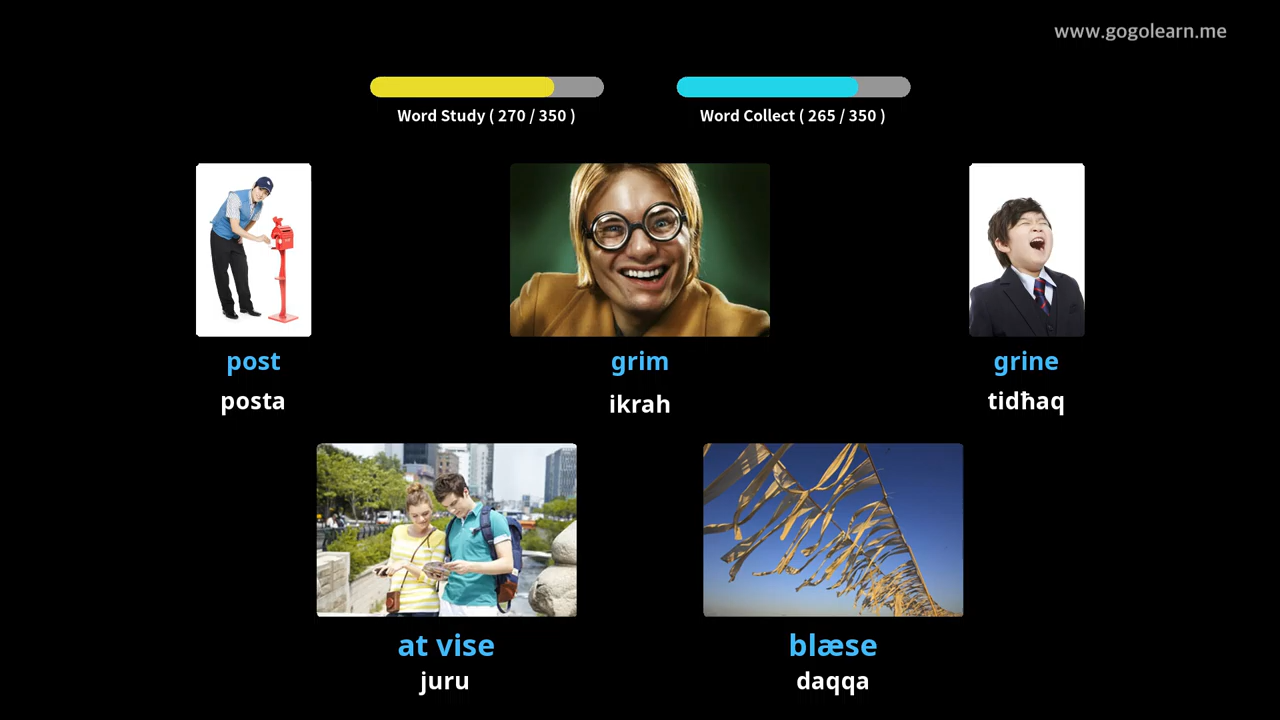 www.gogolearn.me
Word Study ( 270 / 350 )
Word Collect ( 265 / 350 )
post
posta
grim
ikrah
grine
tidħaq
at vise
juru
blæse
daqqa